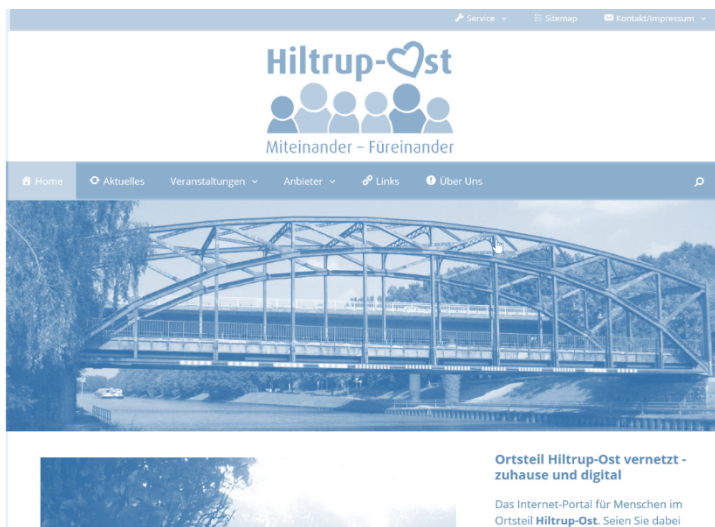 Service
Sitemap
Kontakt/Impressum
Hiltrup-Ost
Miteinander – Füreinander
Home
Aktuelles
Veranstaltungen
Anbieter
Links
Über Uns
Ortsteil Hiltrup-Ost vernetzt -
zuhause und digital
Das Internet-Portal für Menschen im
Ortsteil Hiltrup-Ost. Seien Sie dabei